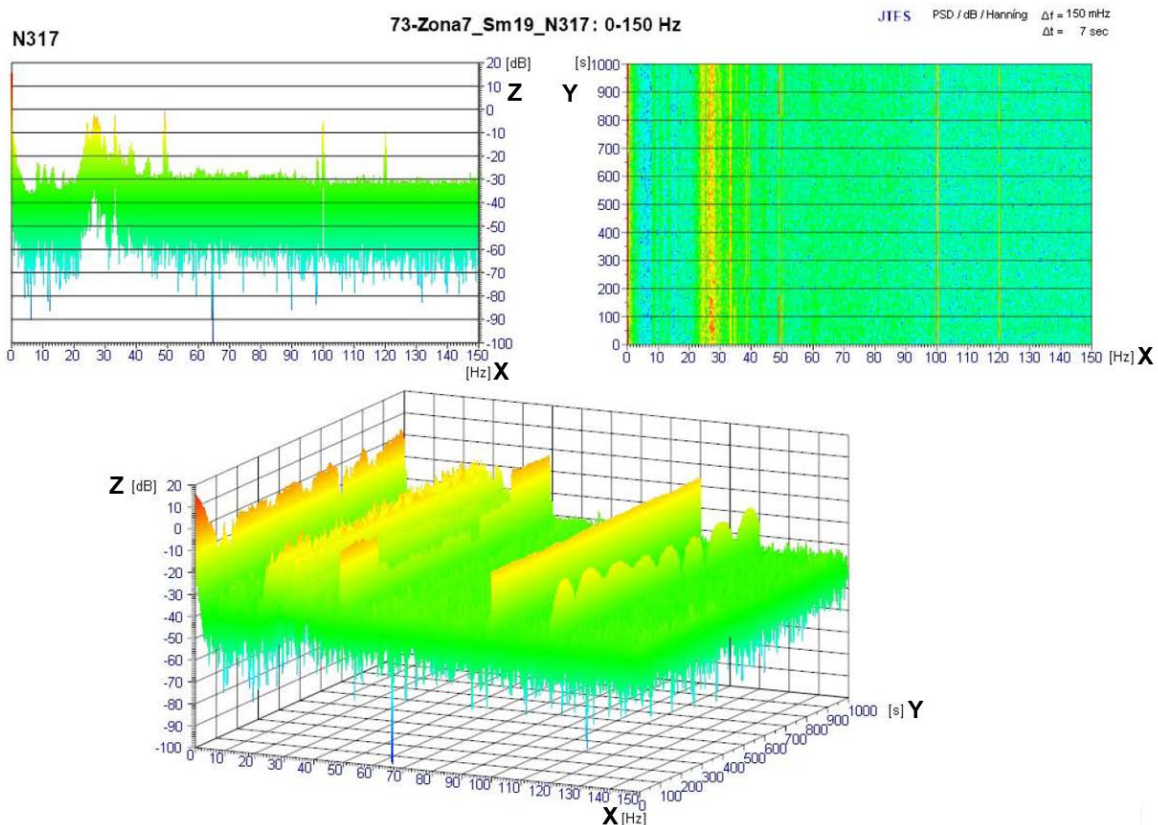 73-Zona7_Sm19_N317: 0-150 Hz
JTFS PSD / dB / Hanning Δf = 150 mHz
Δt = 7 sec
N317
20 [dB]
Z
10
0
-10
-20
-30
-40
-50
-60
-70
-80
-90
-100
0 10 20 30 40 50 60 70 80 90 100 110 120 130 140 150
[Hz] X
[s] 1000
Y
900
800
700
600
500
400
300
200
100
0
0 10 20 30 40 50 60 70 80 90 100 110 120 130 140 150
[Hz] X
Z [dB] 20
10
0
-10
-20
-30
-40
-50
-60
-70
-80
-90
-100
0 10 20 30 40 50 60 70 80 90 100 110 120 130 140 150
X [Hz]
0 100 200 300 400 500 600 700 800 900 1000
[s] Y